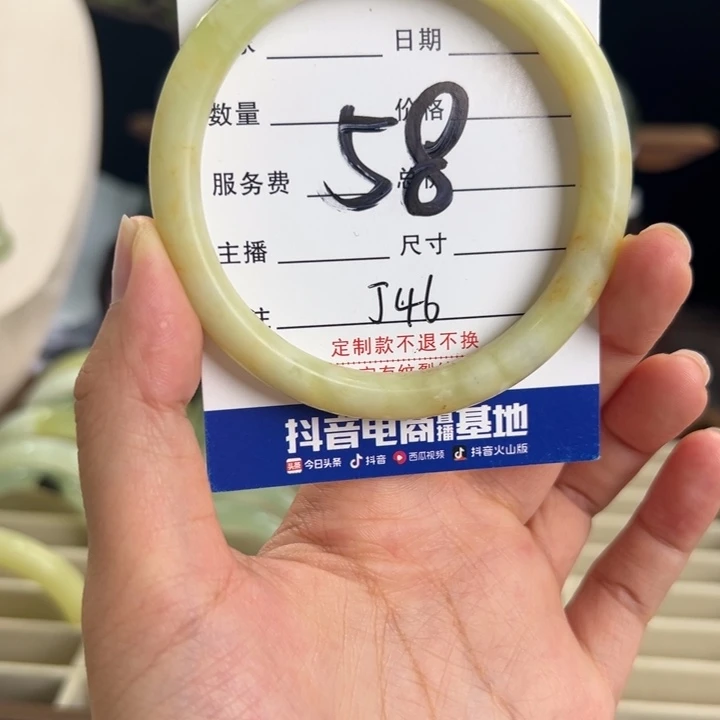 日期
数量 价格
58
服务费
主播 尺寸
J46
定制款不退不换
抖音电商直播基地
今日头条 抖音 西瓜视频 抖音火山版